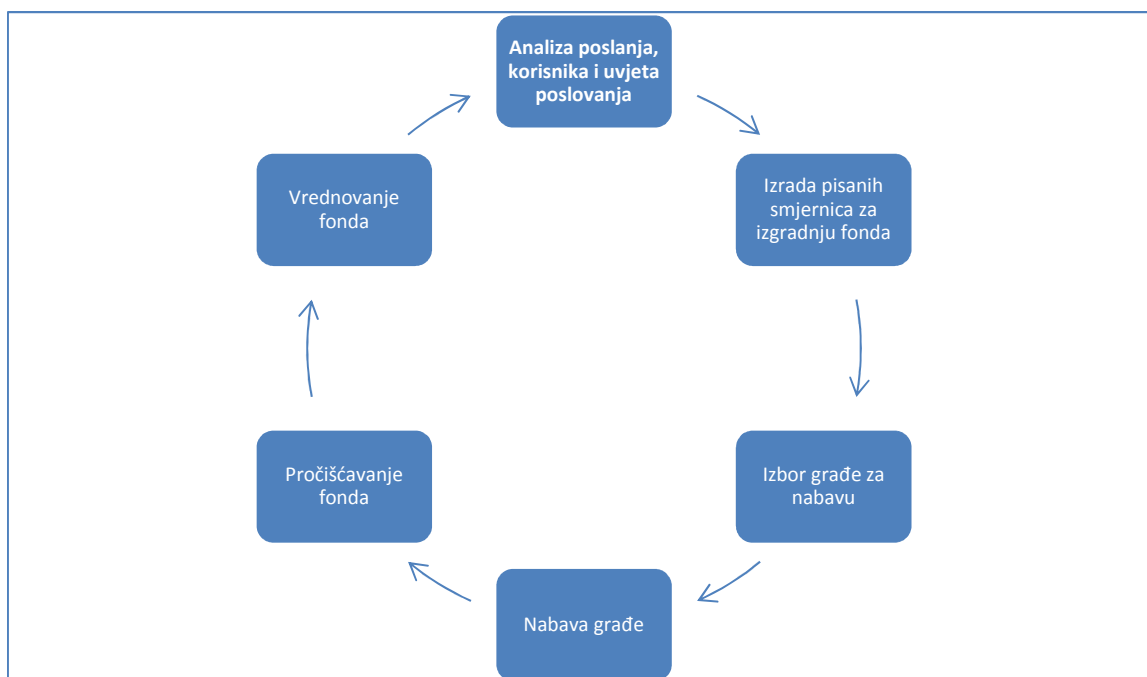 Analiza poslanja,
korisnika i uvjeta
poslovanja
Izrada pisanih
smjernica za
izgradnju fonda
Izbor građe za
nabavu
Nabava građe
Pročišćavanje
fonda
Vrednovanje
fonda